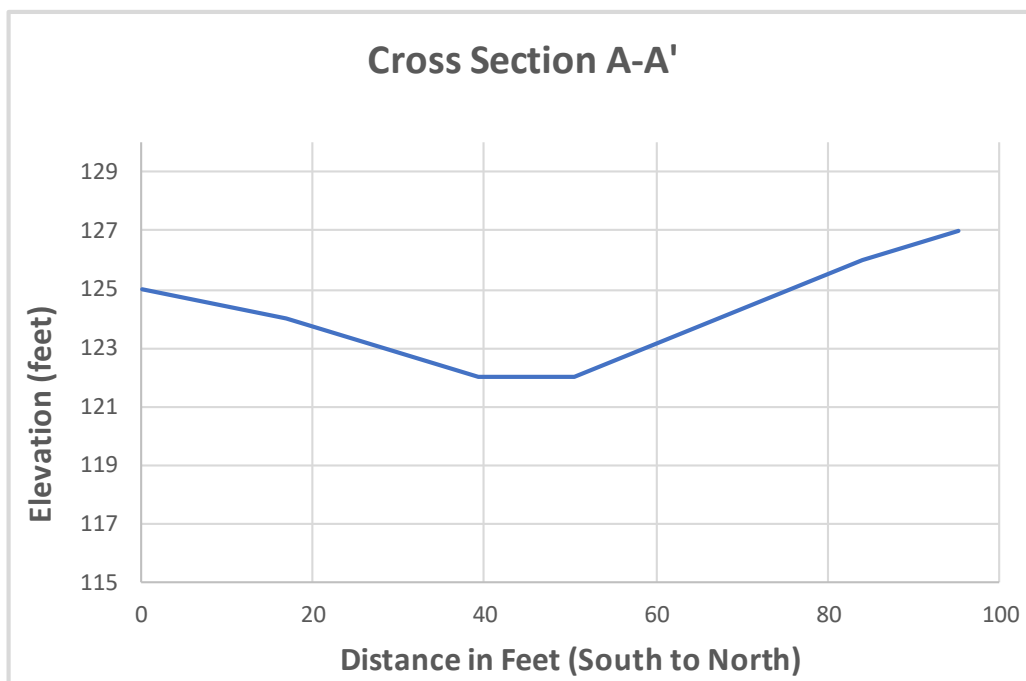 Cross Section A-A'
129
127
125
123
121
119
117
115
Elevation (feet)
0 20 40 60 80 100
Distance in Feet (South to North)